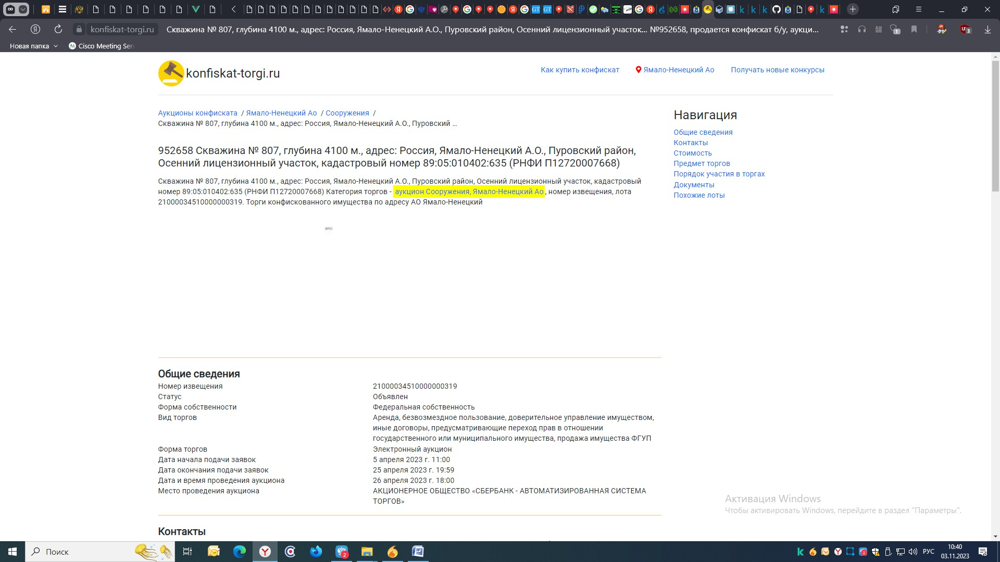 konfiskat-torgi.ru
Скважина № 807, глубина 4100 м., адрес: Россия, Ямало-Ненецкий А.О., Пуровский район, Осенний лицензионный участок... №952658, продается конфискат б/у, аукци...
Новая папка
Cisco Meeting Ser
konfiskat-torgi.ru
Как купить конфискат
Ямало-Ненецкий Ао
Получать новые конкурсы
Аукционы конфиската / Ямало-Ненецкий Ао / Сооружения /
Скважина № 807, глубина 4100 м., адрес: Россия, Ямало-Ненецкий А.О., Пуровский ...
952658 Скважина № 807, глубина 4100 м., адрес: Россия, Ямало-Ненецкий А.О., Пуровский район,
Осенний лицензионный участок, кадастровый номер 89:05:010402:635 (РНФИ П12720007668)
Скважина № 807, глубина 4100 м., адрес: Россия, Ямало-Ненецкий А.О., Пуровский район, Осенний лицензионный участок, кадастровый
номер 89:05:010402:635 (РНФИ П12720007668) Категория торгов - аукцион Сооружения, Ямало-Ненецкий Ао, номер извещения, лота
21000034510000000319. Торги конфискованного имущества по адресу АО Ямало-Ненецкий
Навигация
Общие сведения
Контакты
Стоимость
Предмет торгов
Порядок участия в торгах
Документы
Похожие лоты
Общие сведения
Номер извещения 21000034510000000319
Статус Объявлен
Форма собственности Федеральная собственность
Вид торгов Аренда, безвозмездное пользование, доверительное управление имуществом,
иные договоры, предусматривающие переход прав в отношении
государственного или муниципального имущества, продажа имущества ФГУП
Форма торгов Электронный аукцион
Дата начала подачи заявок 5 апреля 2023 г. 11:00
Дата окончания подачи заявок 25 апреля 2023 г. 19:59
Дата и время проведения аукциона 26 апреля 2023 г. 18:00
Место проведения аукциона АКЦИОНЕРНОЕ ОБЩЕСТВО «СБЕРБАНК - АВТОМАТИЗИРОВАННАЯ СИСТЕМА
ТОРГОВ»
Контакты
Активация Windows
Чтобы активировать Windows, перейдите в раздел "Параметры".
Поиск
РУС
10:40
03.11.2023